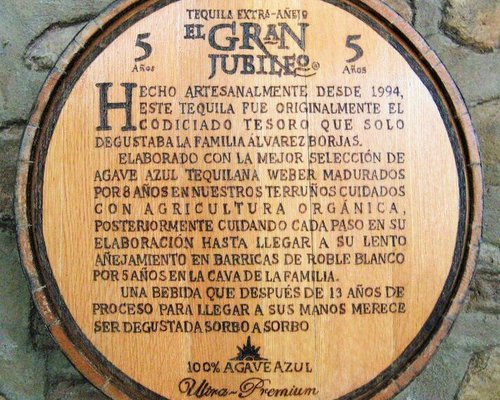 TEQUILA EXTRA-AÑEJO
EL GRAN
JUBILEO®
5 AÑOS
5 AÑOS
HECHO ARTESANALMENTE DESDE 1994,
ESTE TEQUILA FUE ORIGINALMENTE EL
CODICIADO TESORO QUE SOLO
DEGUSTABA LA FAMILIA ÁLVAREZ BORJAS.
ELABORADO CON LA MEJOR SELECCIÓN DE
AGAVE AZUL TEQUILANA WEBER MADURADOS
POR 8 AÑOS EN NUESTROS TERRUÑOS CUIDADOS
CON AGRICULTURA ORGÁNICA,
POSTERIORMENTE CUIDANDO CADA PASO EN SU
ELABORACIÓN HASTA LLEGAR A SU LENTO
AÑEJAMIENTO EN BARRICAS DE ROBLE BLANCO
POR 5 AÑOS EN LA CAVA DE LA FAMILIA.
UNA BEBIDA QUE DESPUÉS DE 13 AÑOS DE
PROCESO PARA LLEGAR A SUS MANOS MERECE
SER DEGUSTADA SORBO A SORBO
100% AGAVE AZUL
Ultra-Premium